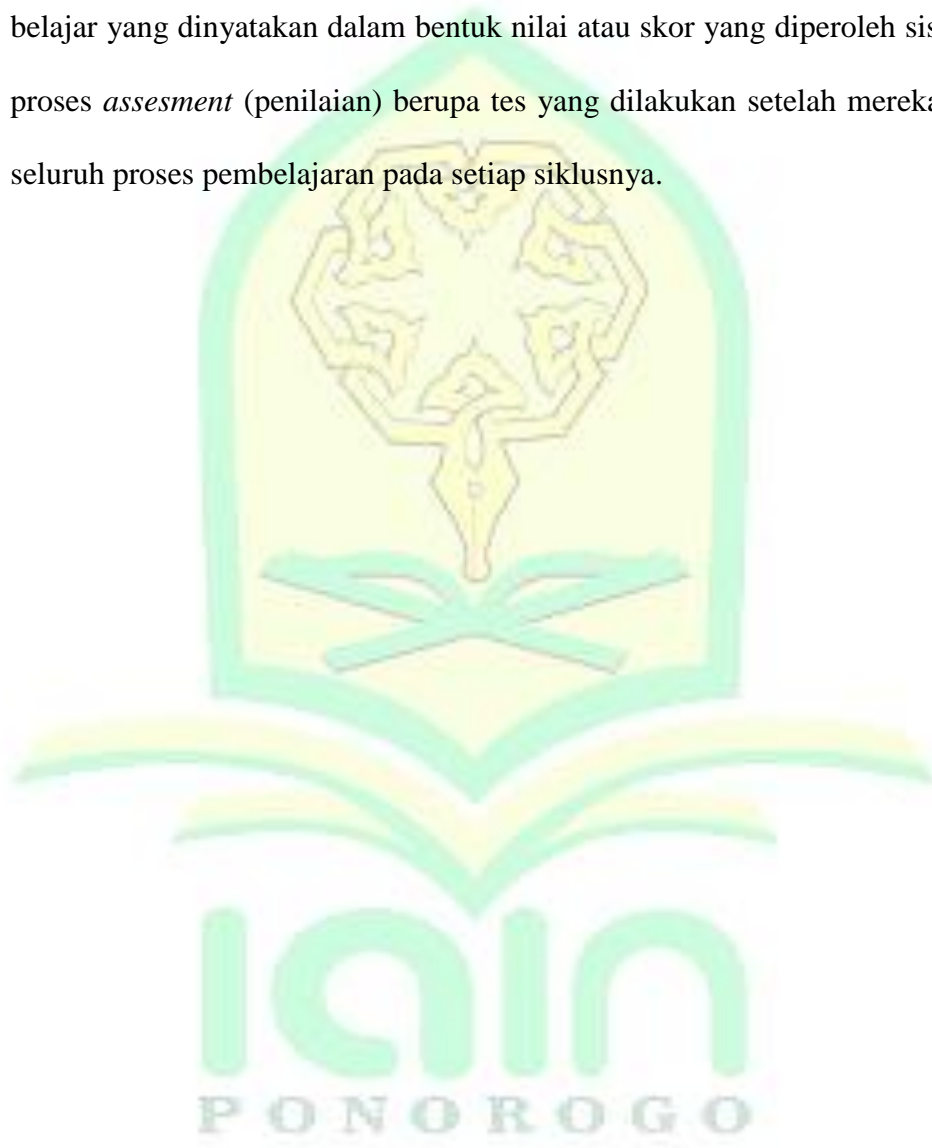 belajar yang dinyatakan dalam bentuk nilai atau skor yang diperoleh sis
proses assesment (penilaian) berupa tes yang dilakukan setelah mereka
seluruh proses pembelajaran pada setiap siklusnya.
iain
PONOROGO